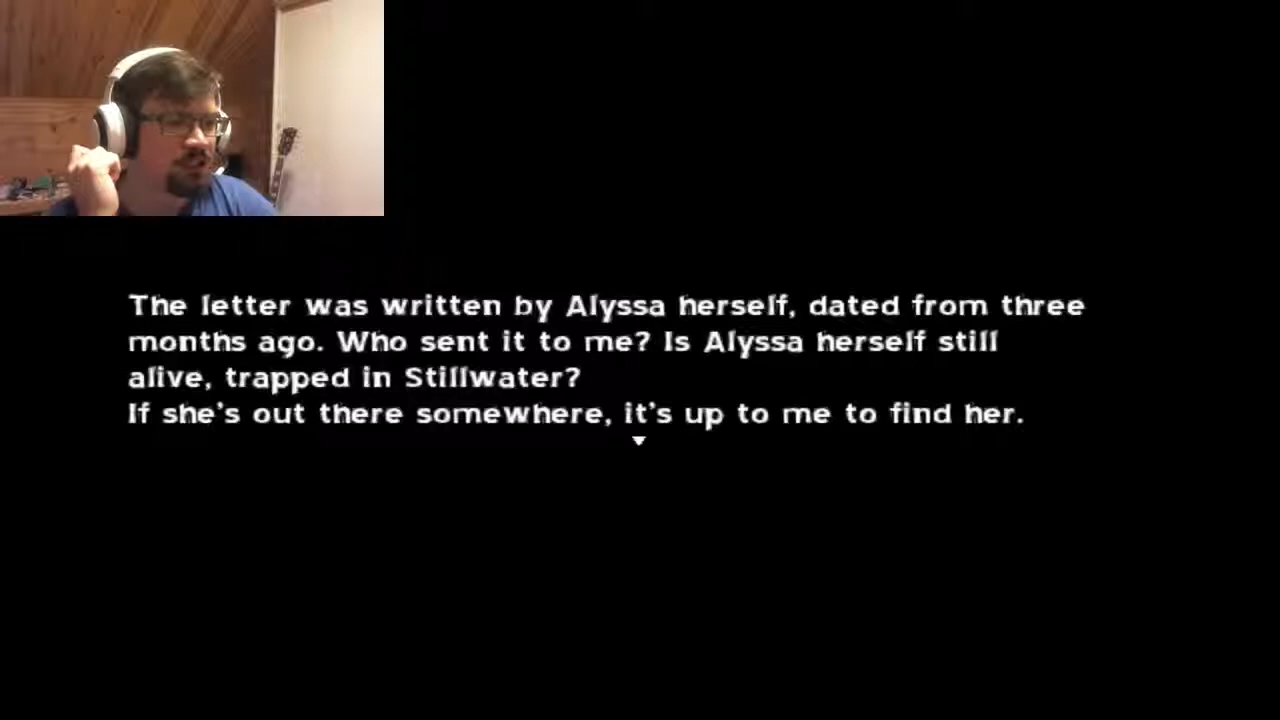 The letter was written by Alyssa herself, dated from three
months ago. Who sent it to me? Is Alyssa herself still
alive, trapped in Stillwater?
If she's out there somewhere, it's up to me to find her.